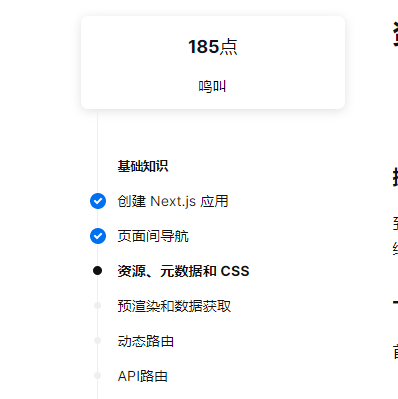 185点
鸣叫
基础知识
创建 Next.js 应用
页面间导航
资源、元数据和 CSS
预渲染和数据获取
动态路由
API路由